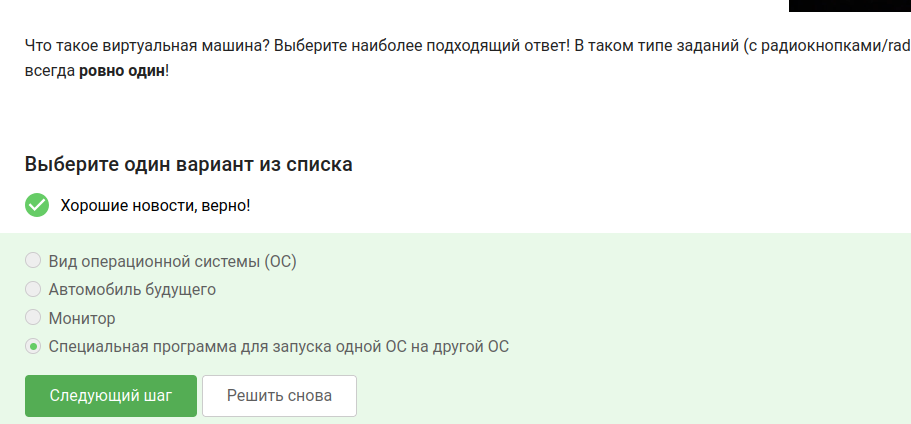 Что такое виртуальная машина? Выберите наиболее подходящий ответ! В таком типе заданий (с радиокнопками/rad
всегда ровно один!
Выберите один вариант из списка
Хорошие новости, верно!
Вид операционной системы (ОС)
Автомобиль будущего
Монитор
Специальная программа для запуска одной ОС на другой ОС
Следующий шаг
Решить снова